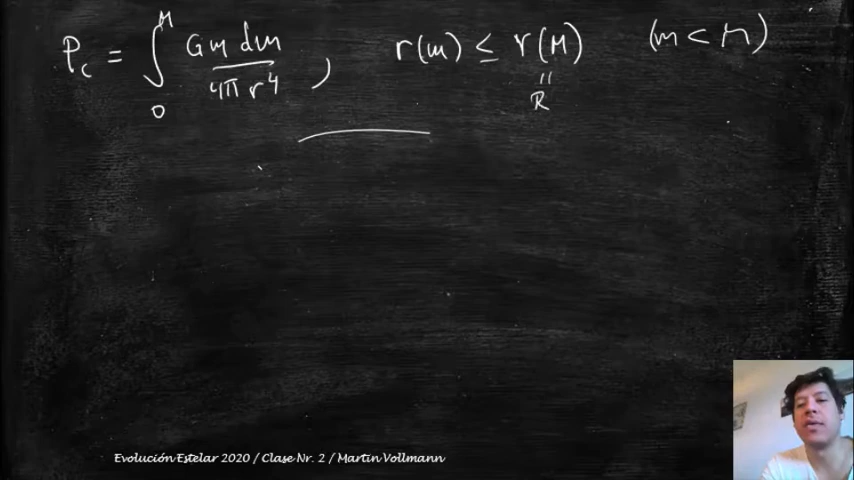 P_c = ∫_0^M G m dm / 4π r^4 , r(m) ≤ r(M) (m < M)
"
R
Evolución Estelar 2020 / Clase Nr. 2 / Martin Vollmann